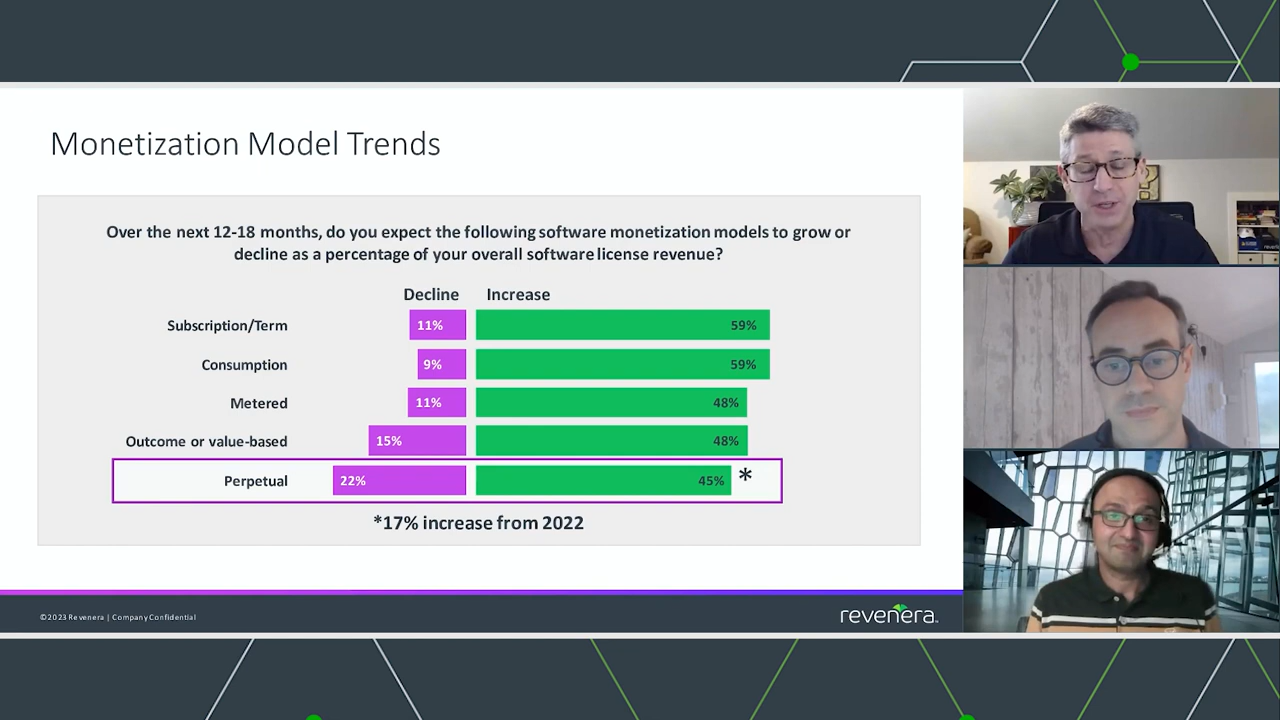 Monetization Model Trends
Over the next 12-18 months, do you expect the following software monetization models to grow or
decline as a percentage of your overall software license revenue?
Decline Increase
Subscription/Term 11% 59%
Consumption 9% 59%
Metered 11% 48%
Outcome or value-based 15% 48%
Perpetual 22% 45% *
*17% increase from 2022
©2023 Revenera | Company Confidential
revenera